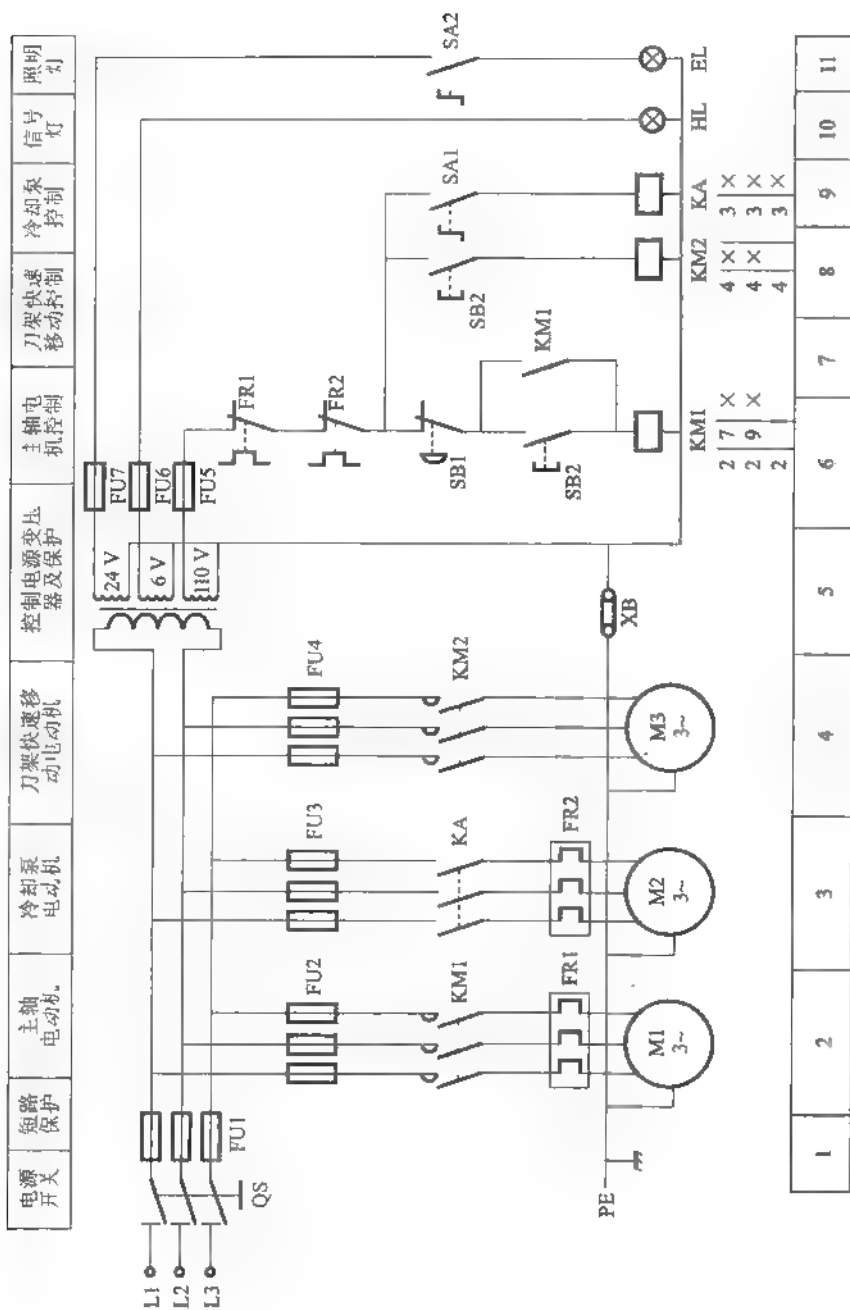 电源
开关
短路
保护
主轴
电动机
冷却泵
电动机
刀架快速移
动电动机
控制电源变压
器及保护
主轴电
机控制
刀架快速
移动控制
冷却泵
控制
信号
灯
照明
灯
L1
L2
L3
QS
FU1
FU2
FU3
FU4
24 V
6 V
110 V
FU7
FU6
FU5
FR1
FR2
SB1
SB2
KM1
SB2
SA1
SA2
KM1
KA
KM2
FR1
FR2
M1
3~
M2
3~
M3
3~
PE
XB
KM1
KM2
KA
HL
EL
2 7 ×
2 9 ×
2
4 ×
4 ×
4
3 ×
3 ×
3 ×
1
2
3
4
5
6
7
8
9
10
11